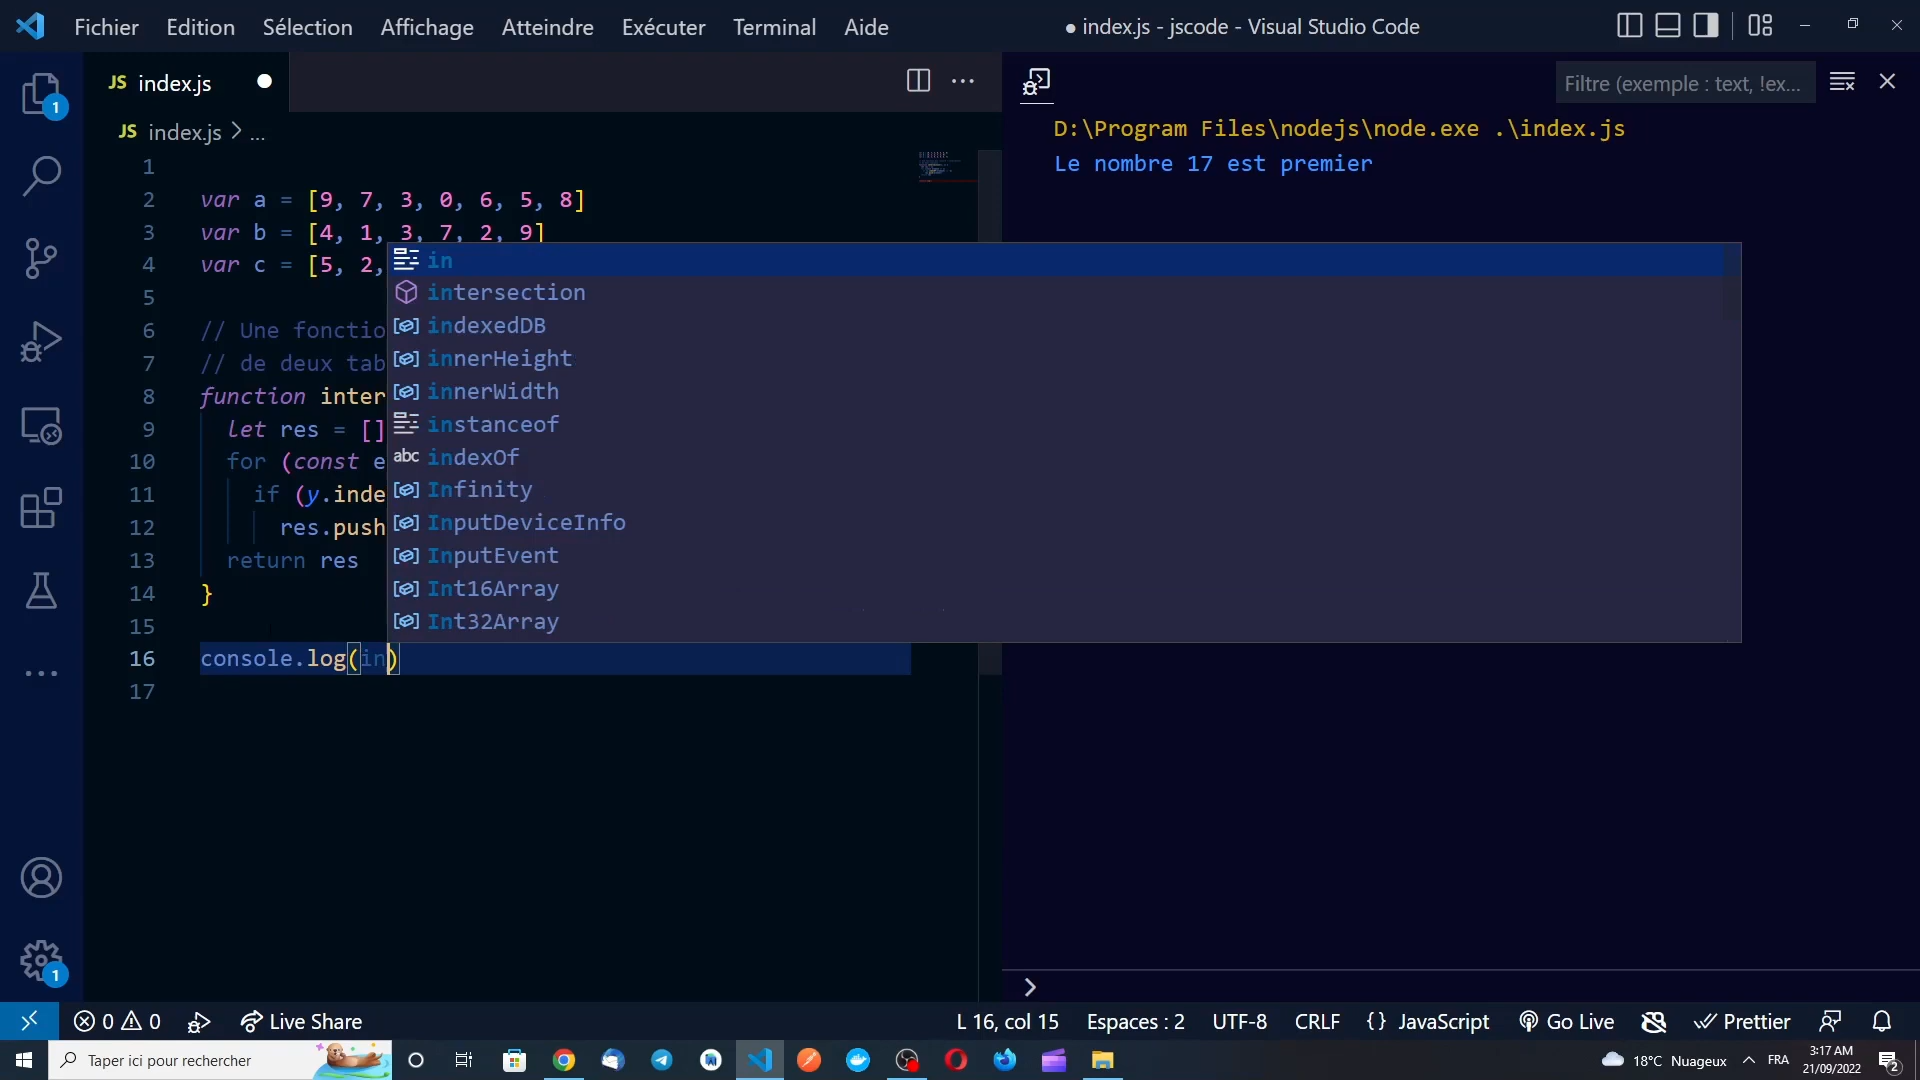 Fichier Edition Sélection Affichage Atteindre Exécuter Terminal Aide
● index.js - jscode - Visual Studio Code
JS index.js
Filtre (exemple : text, !ex...
JS index.js > ...
D:\Program Files\nodejs\node.exe .\index.js
Le nombre 17 est premier
1
2 var a = [9, 7, 3, 0, 6, 5, 8]
3 var b = [4, 1, 3, 7, 2, 9]
4 var c = [5, 2,
5
6 // Une fonctio
7 // de deux tab
8 function inter
9 let res = []
10 for (const e
11 if (y.inde
12 res.push
13 return res
14 }
15
16 console.log(in)
17
in
intersection
indexedDB
innerHeight
innerWidth
instanceof
abc indexOf
Infinity
InputDeviceInfo
InputEvent
Int16Array
Int32Array
1
1
0 0 Live Share
L 16, col 15 Espaces : 2 UTF-8 CRLF {} JavaScript Go Live Prettier
Taper ici pour rechercher
18°C Nuageux FRA 3:17 AM
21/09/2022
2